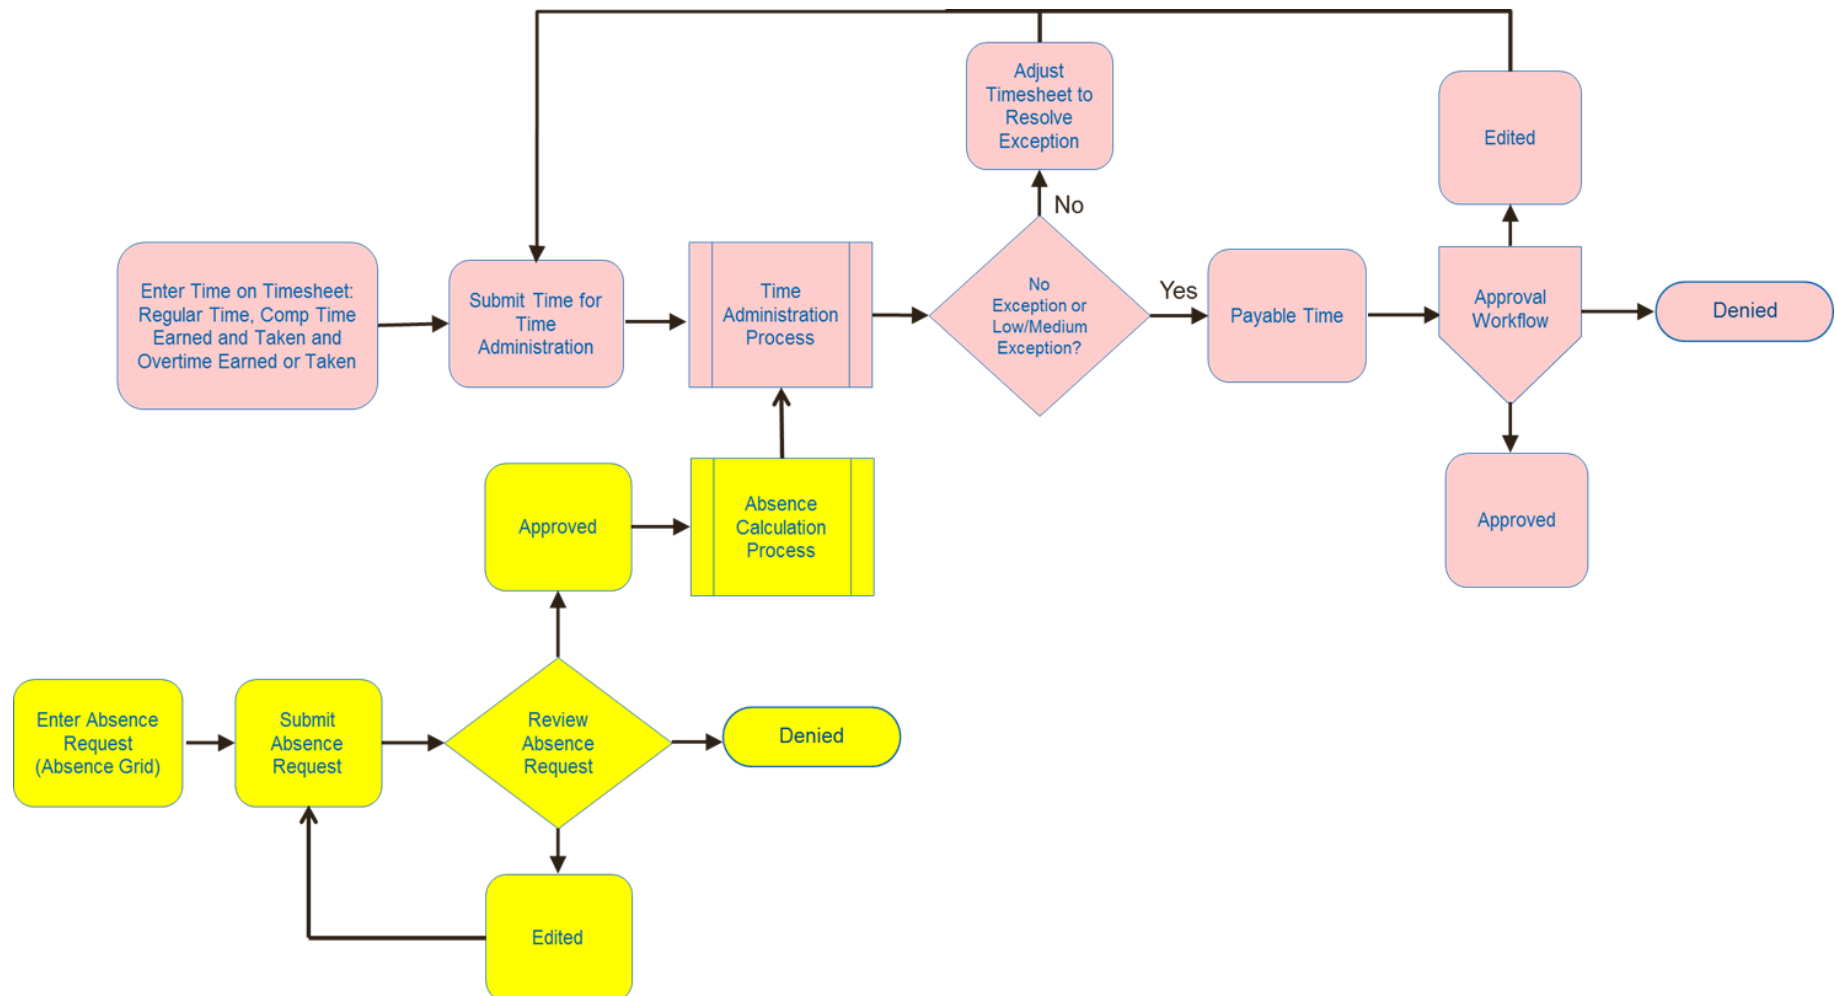 Adjust
Timesheet to
Resolve
Exception
Edited
No
Enter Time on Timesheet:
Regular Time, Comp Time
Earned and Taken and
Overtime Earned or Taken
Submit Time for
Time
Administration
Time
Administration
Process
No
Exception or
Low/Medium
Exception?
Yes
Payable Time
Approval
Workflow
Denied
Approved
Absence
Calculation
Process
Approved
Enter Absence
Request
(Absence Grid)
Submit
Absence
Request
Review
Absence
Request
Denied
Edited